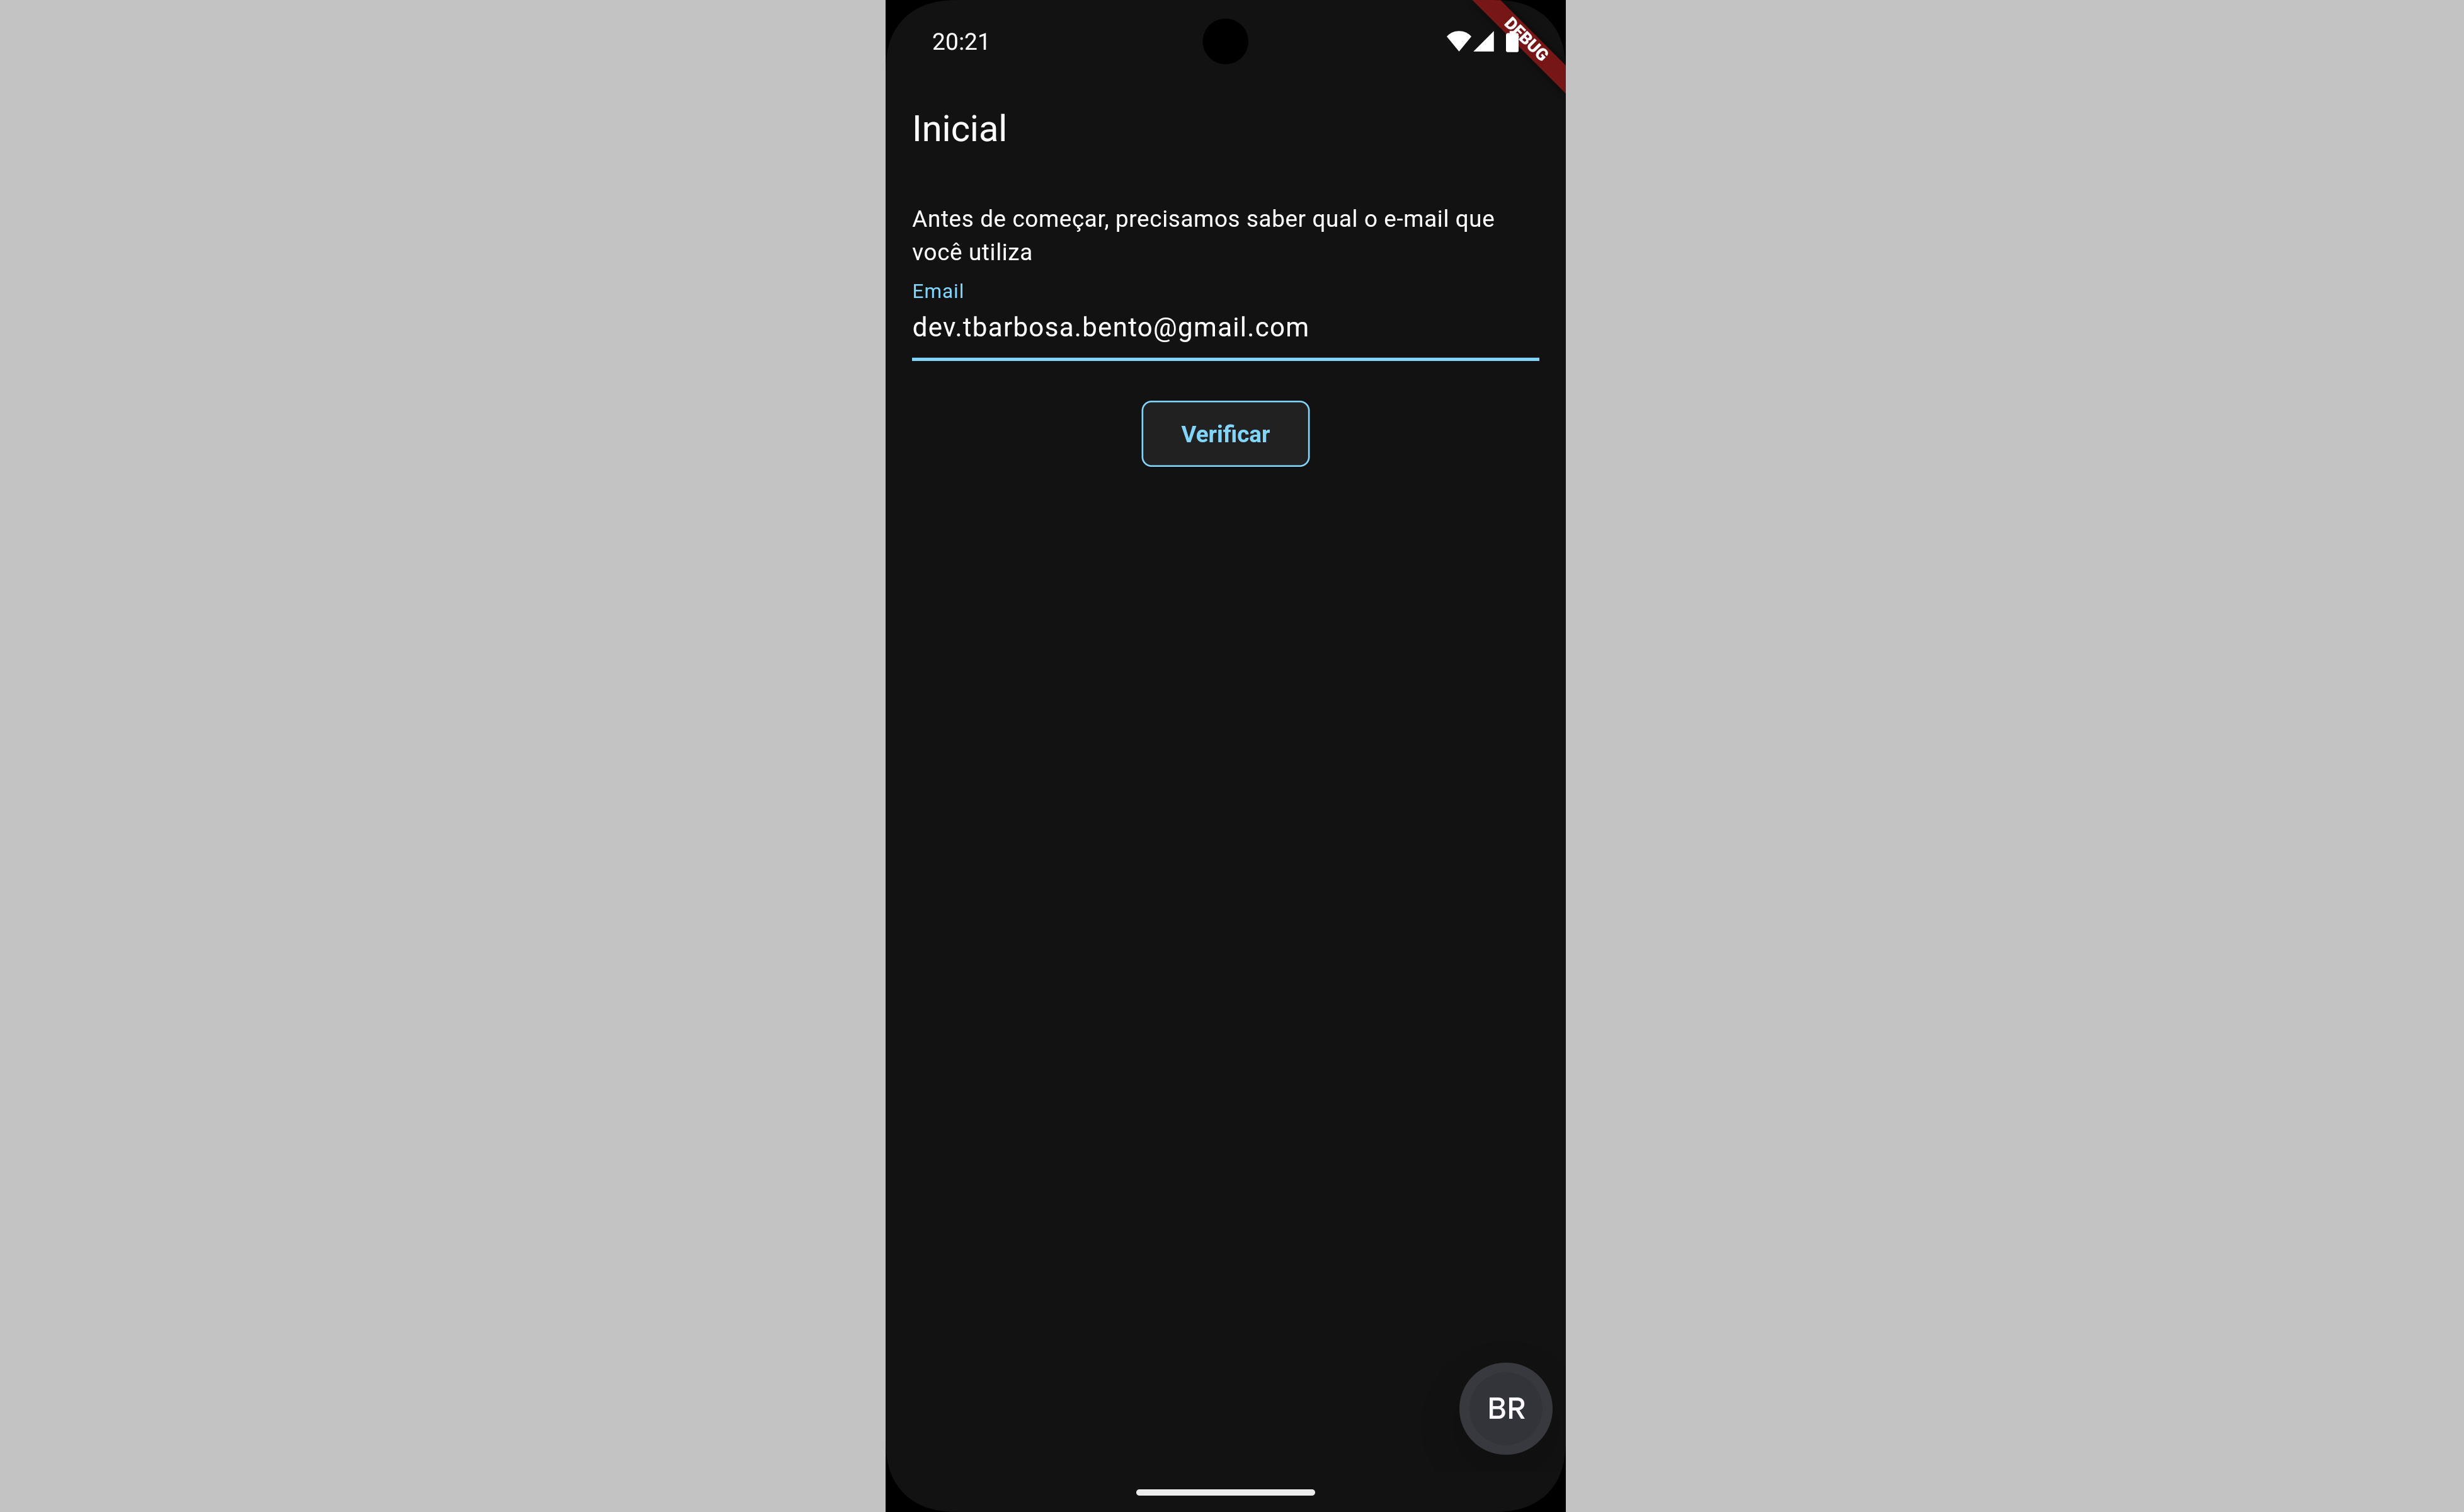 20:21
DEBUG
Inicial
Antes de começar, precisamos saber qual o e-mail que
você utiliza
Email
dev.tbarbosa.bento@gmail.com
Verificar
BR